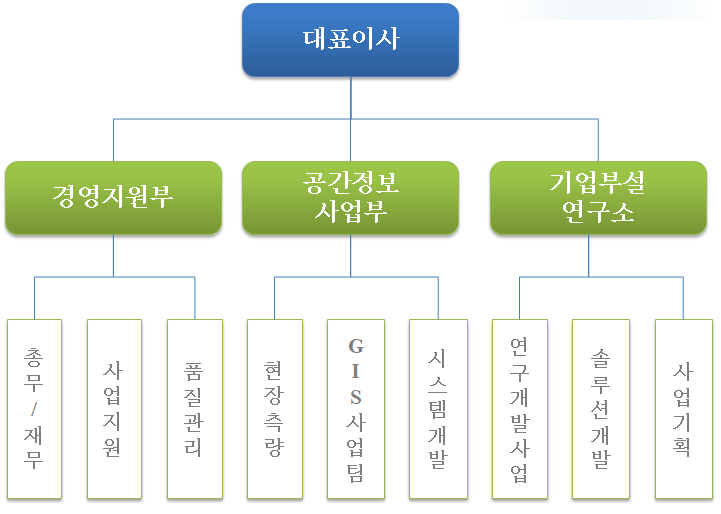 대표이사
경영지원부
공간정보
사업부
기업부설
연구소
총무/재무
사업지원
품질관리
현장측량
GIS사업팀
시스템개발
연구개발사업
솔루션개발
사업기획